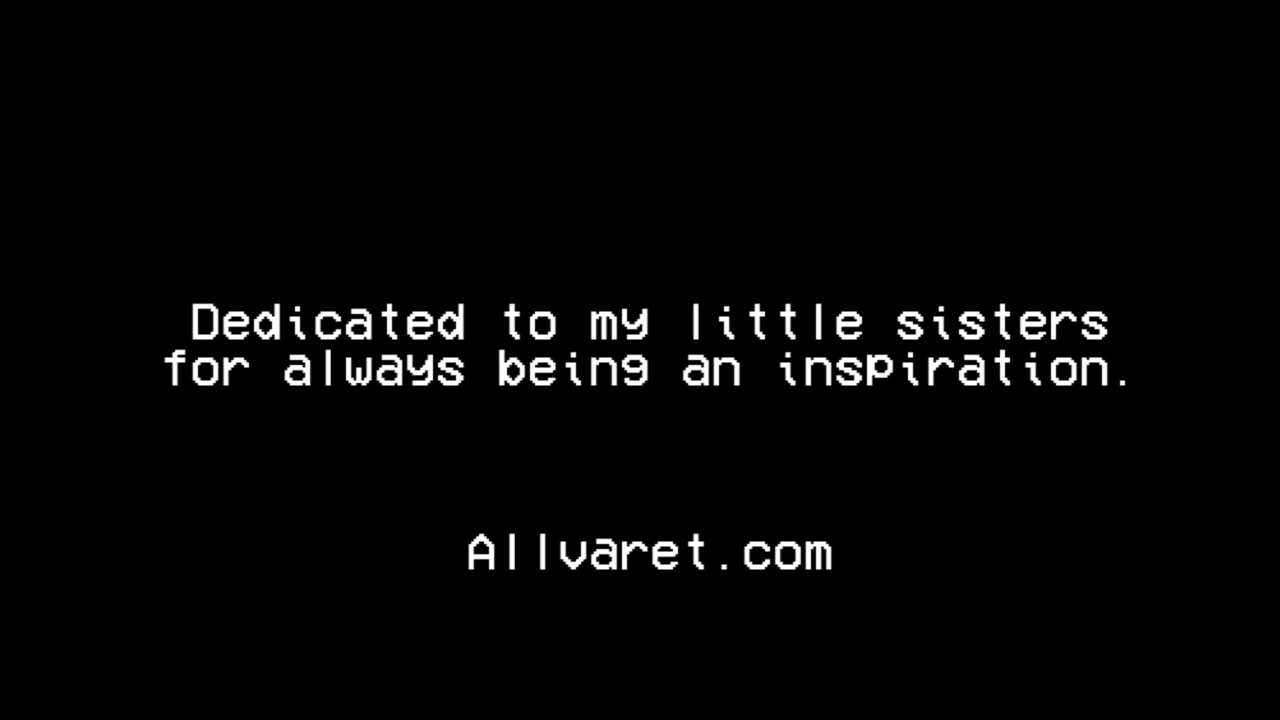 Dedicated to my little sisters
for always being an inspiration.
Allvaret.com